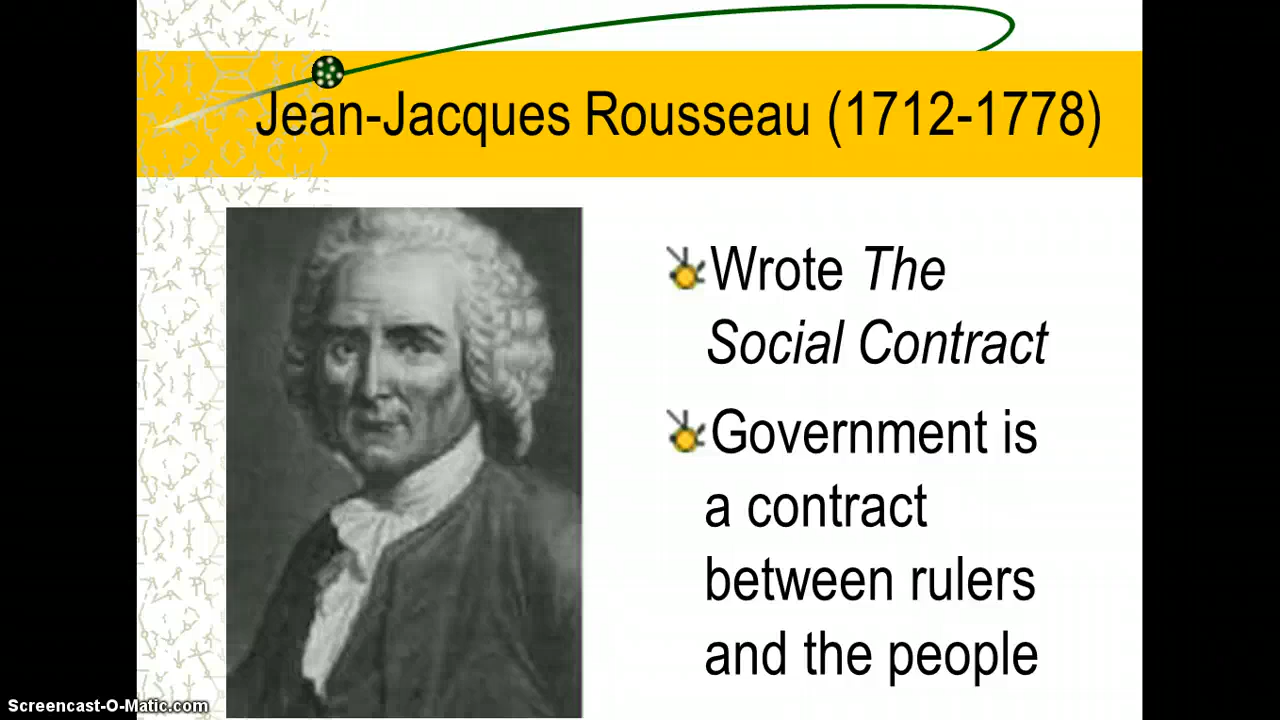 Jean-Jacques Rousseau (1712-1778)
Wrote The
Social Contract
Government is
a contract
between rulers
and the people
Screencast-O-Matic.com